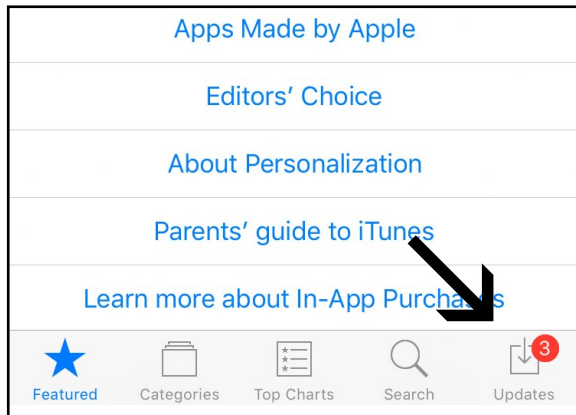 Apps Made by Apple
Editors’ Choice
About Personalization
Parents’ guide to iTunes
Learn more about In-App Purchases
3
Featured Categories Top Charts Search Updates